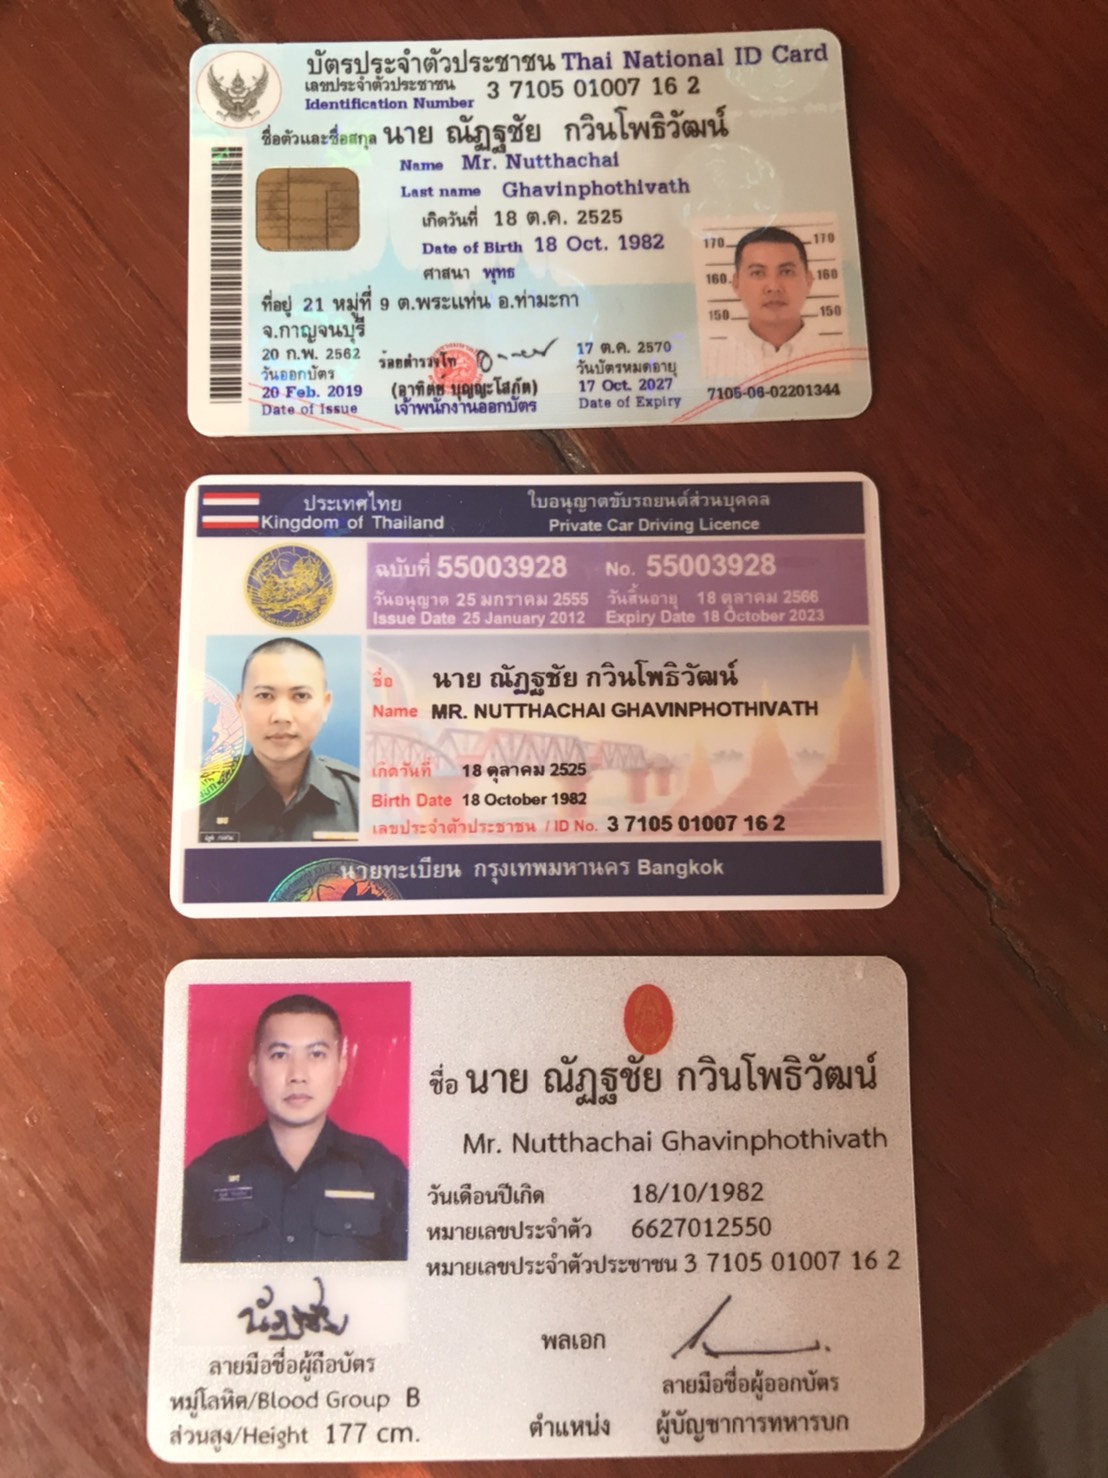 บัตรประจำตัวประชาชน Thai National ID Card
เลขประจำตัวประชาชน
Identification Number 3 7105 01007 16 2
ชื่อตัวและชื่อสกุล นาย ณัฏฐชัย กวินโพธิวัฒน์
Name Mr. Nutthachai
Last name Ghavinphothivath
เกิดวันที่ 18 ต.ค. 2525
Date of Birth 18 Oct. 1982
ศาสนา พุทธ
170 170
160 160
150 150
ที่อยู่ 21 หมู่ที่ 9 ต.พระแท่น อ.ท่ามะกา
จ.กาญจนบุรี
20 ก.พ. 2562
วันออกบัตร
20 Feb. 2019
Date of Issue
ร้อยตำรวจโท
(อาทิตย์ บุญญะโสภัต)
เจ้าพนักงานออกบัตร
17 ต.ค. 2570
วันบัตรหมดอายุ
17 Oct. 2027
Date of Expiry
7105-06-02201344
ประเทศไทย ใบอนุญาตขับรถยนต์ส่วนบุคคล
Kingdom of Thailand Private Car Driving Licence
ฉบับที่ 55003928 No. 55003928
วันอนุญาต 25 มกราคม 2555 วันสิ้นอายุ 18 ตุลาคม 2566
Issue Date 25 January 2012 Expiry Date 18 October 2023
ชื่อ นาย ณัฏฐชัย กวินโพธิวัฒน์
Name MR. NUTTHACHAI GHAVINPHOTHIVATH
เกิดวันที่ 18 ตุลาคม 2525
Birth Date 18 October 1982
เลขประจำตัวประชาชน / ID No. 3 7105 01007 16 2
นายทะเบียน กรุงเทพมหานคร Bangkok
ชื่อ นาย ณัฏฐชัย กวินโพธิวัฒน์
Mr. Nutthachai Ghavinphothivath
วันเดือนปีเกิด 18/10/1982
หมายเลขประจำตัว 6627012550
หมายเลขประจำตัวประชาชน 3 7105 01007 16 2
ณัฏฐชัย
ลายมือชื่อผู้ถือบัตร
หมู่โลหิต/Blood Group B
ส่วนสูง/Height 177 cm.
พลเอก
ลายมือชื่อผู้ออกบัตร
ตำแหน่ง ผู้บัญชาการทหารบก